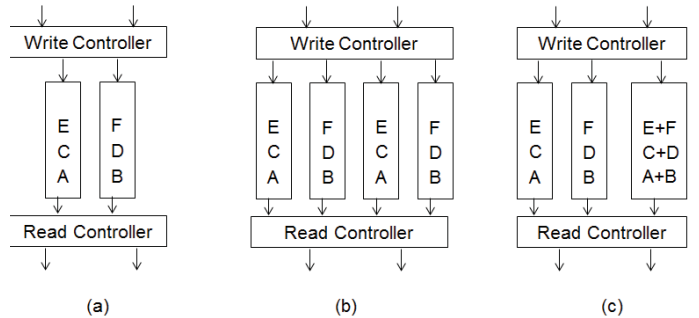 Write Controller
E
C
A
F
D
B
Read Controller
(a)
Write Controller
E
C
A
F
D
B
E
C
A
F
D
B
Read Controller
(b)
Write Controller
E
C
A
F
D
B
E+F
C+D
A+B
Read Controller
(c)